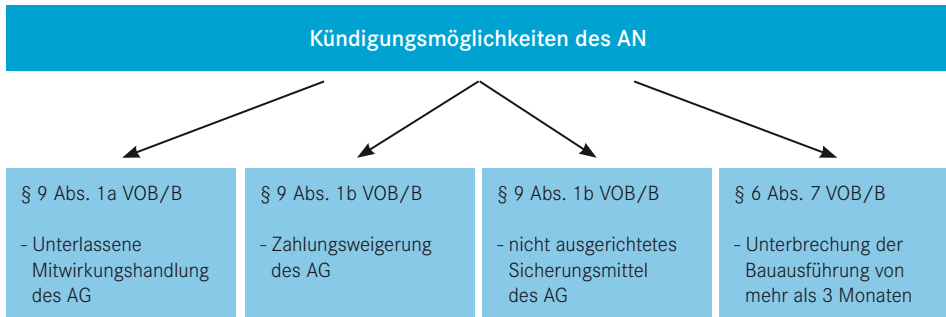 Kündigungsmöglichkeiten des AN
§ 9 Abs. 1a VOB/B
- Unterlassene
Mitwirkungshandlung
des AG
§ 9 Abs. 1b VOB/B
- Zahlungsweigerung
des AG
§ 9 Abs. 1b VOB/B
- nicht ausgerichtetes
Sicherungsmittel
des AG
§ 6 Abs. 7 VOB/B
- Unterbrechung der
Bauausführung von
mehr als 3 Monaten